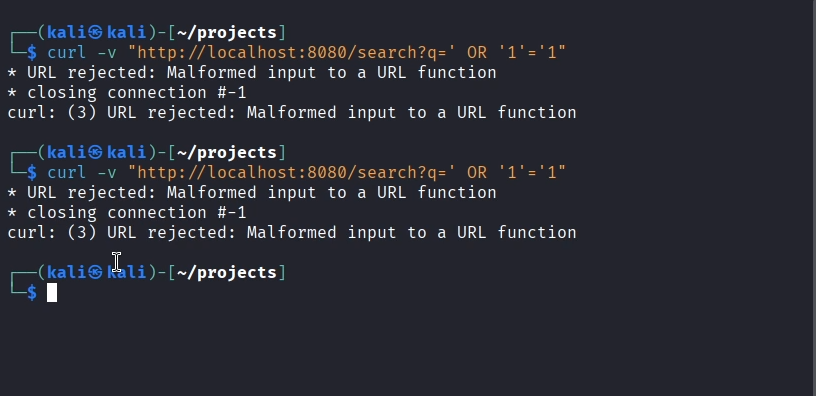 ┌──(kali㉿kali)-[~/projects]
└─$ curl -v "http://localhost:8080/search?q=' OR '1'='1"
* URL rejected: Malformed input to a URL function
* closing connection #-1
curl: (3) URL rejected: Malformed input to a URL function
┌──(kali㉿kali)-[~/projects]
└─$ curl -v "http://localhost:8080/search?q=' OR '1'='1"
* URL rejected: Malformed input to a URL function
* closing connection #-1
curl: (3) URL rejected: Malformed input to a URL function
┌──(kali㉿kali)-[~/projects]
└─$